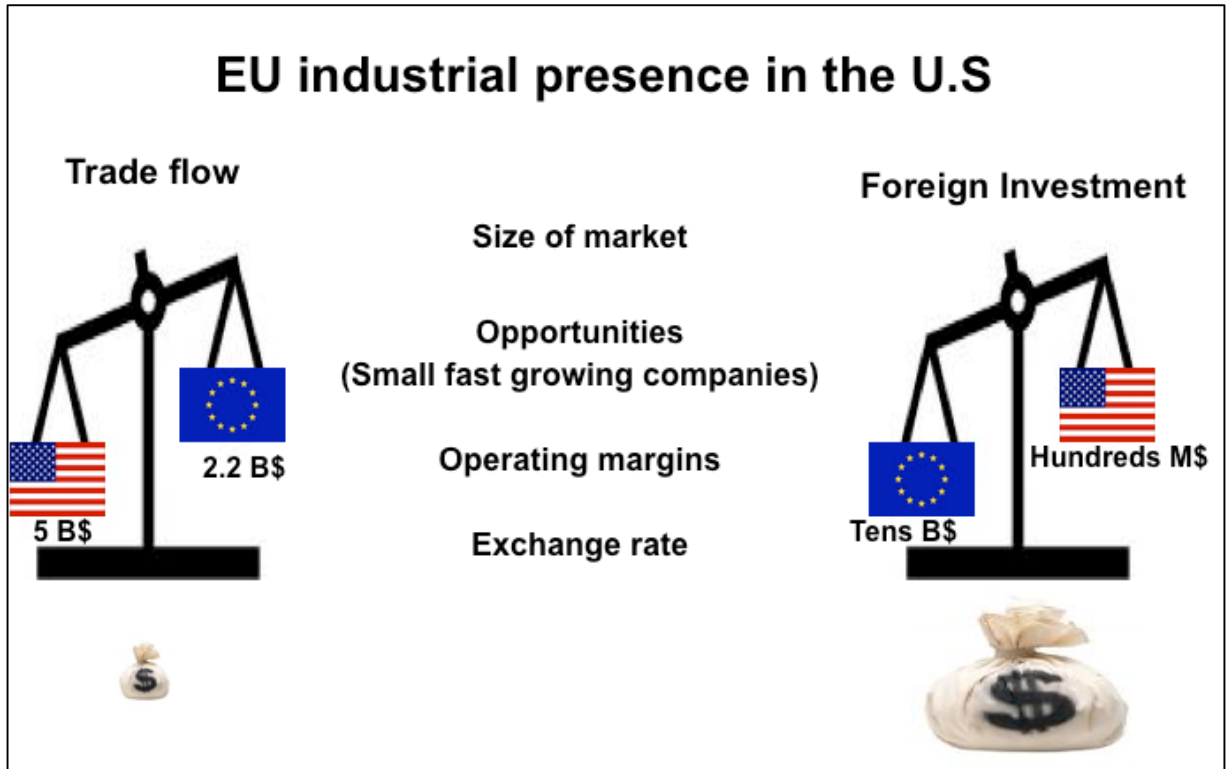 EU industrial presence in the U.S
Trade flow
Foreign Investment
Size of market
Opportunities
(Small fast growing companies)
Operating margins
Exchange rate
2.2 B$
5 B$
Hundreds M$
Tens B$
$
$